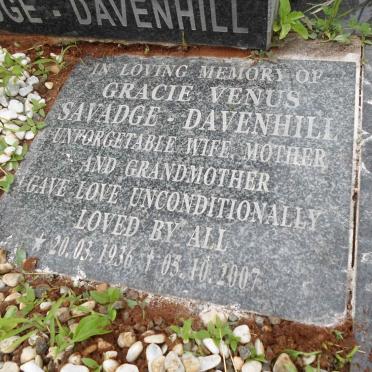 DGE - DAVENHILL
IN LOVING MEMORY OF
GRACIE VENUS
SAVADGE - DAVENHILL
UNFORGETABLE WIFE, MOTHER
AND GRANDMOTHER
GAVE LOVE UNCONDITIONALLY
LOVED BY ALL
* 20.03.1936 † 05.10.2007